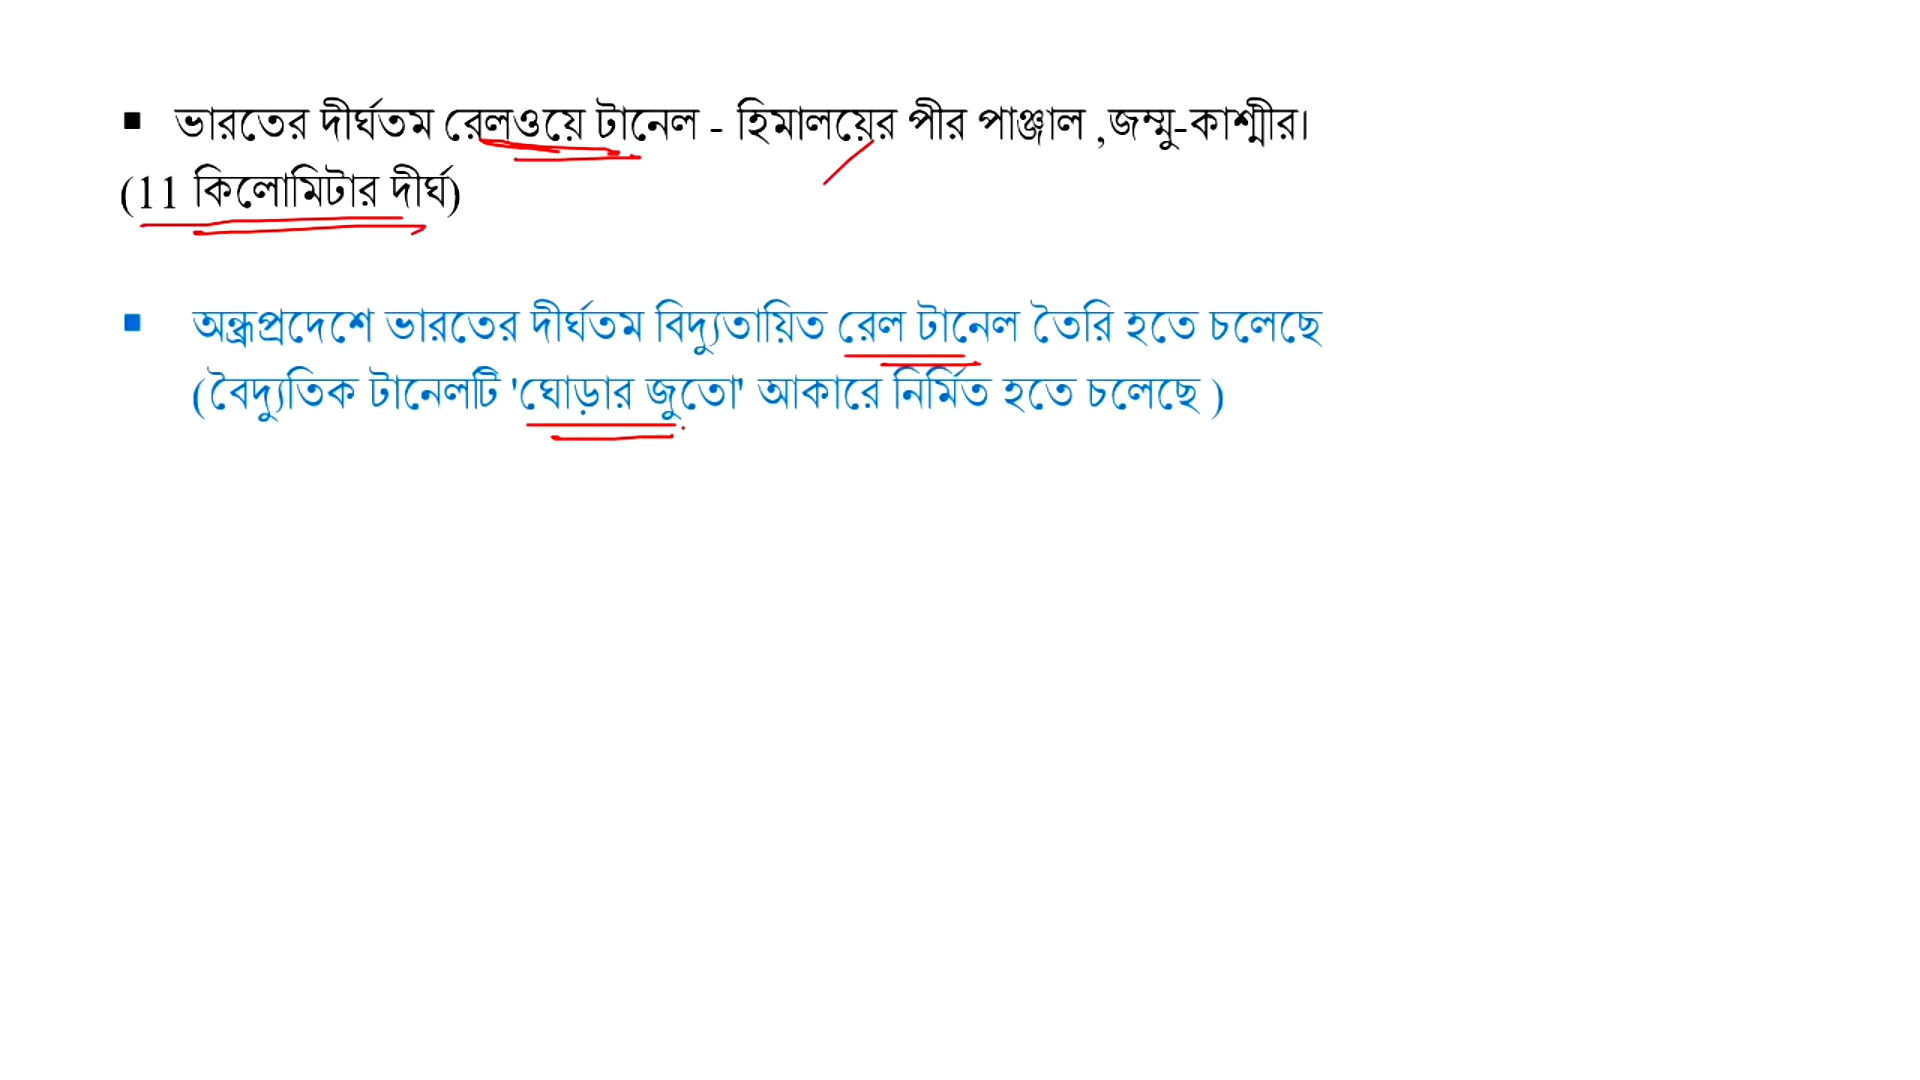 ▪ ভারতের দীর্ঘতম রেলওয়ে টানেল - হিমালয়ের পীর পাঞ্জাল ,জম্মু-কাশ্মীর।
(11 কিলোমিটার দীর্ঘ)
▪ অন্ধ্রপ্রদেশে ভারতের দীর্ঘতম বিদ্যুতায়িত রেল টানেল তৈরি হতে চলেছে
(বৈদ্যুতিক টানেলটি 'ঘোড়ার জুতো' আকারে নির্মিত হতে চলেছে )